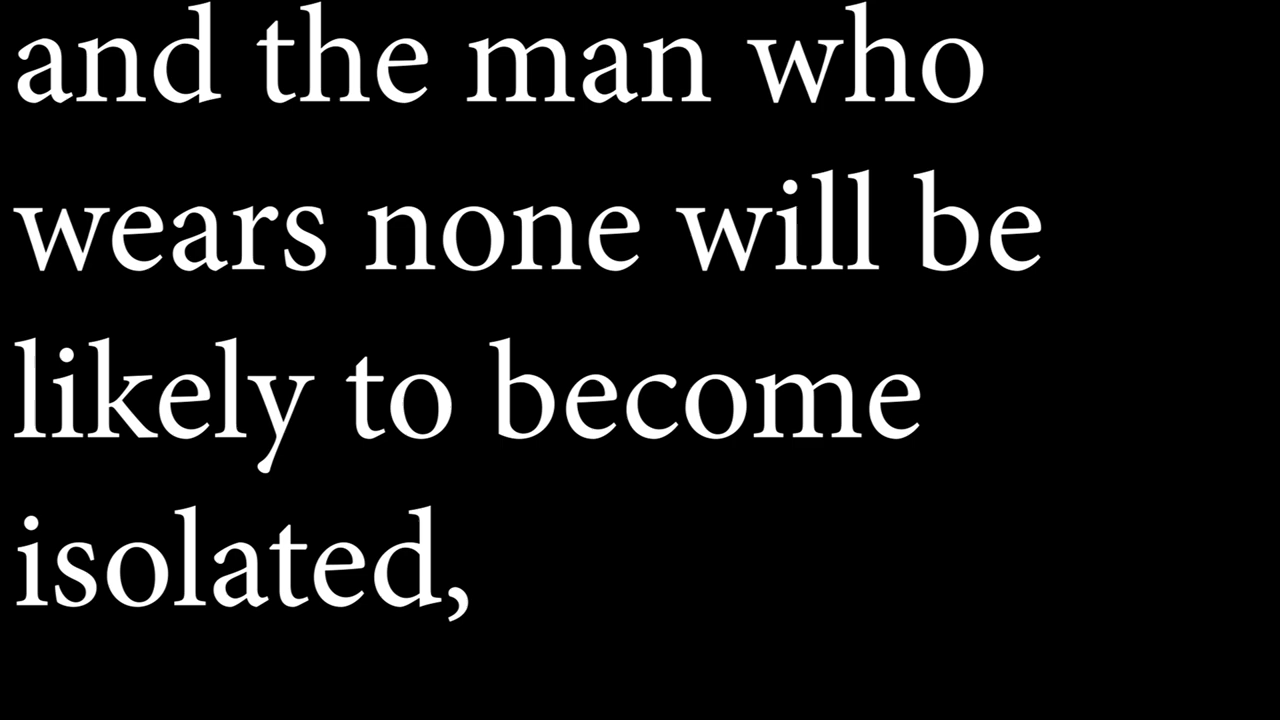 and the man who
wears none will be
likely to become
isolated,